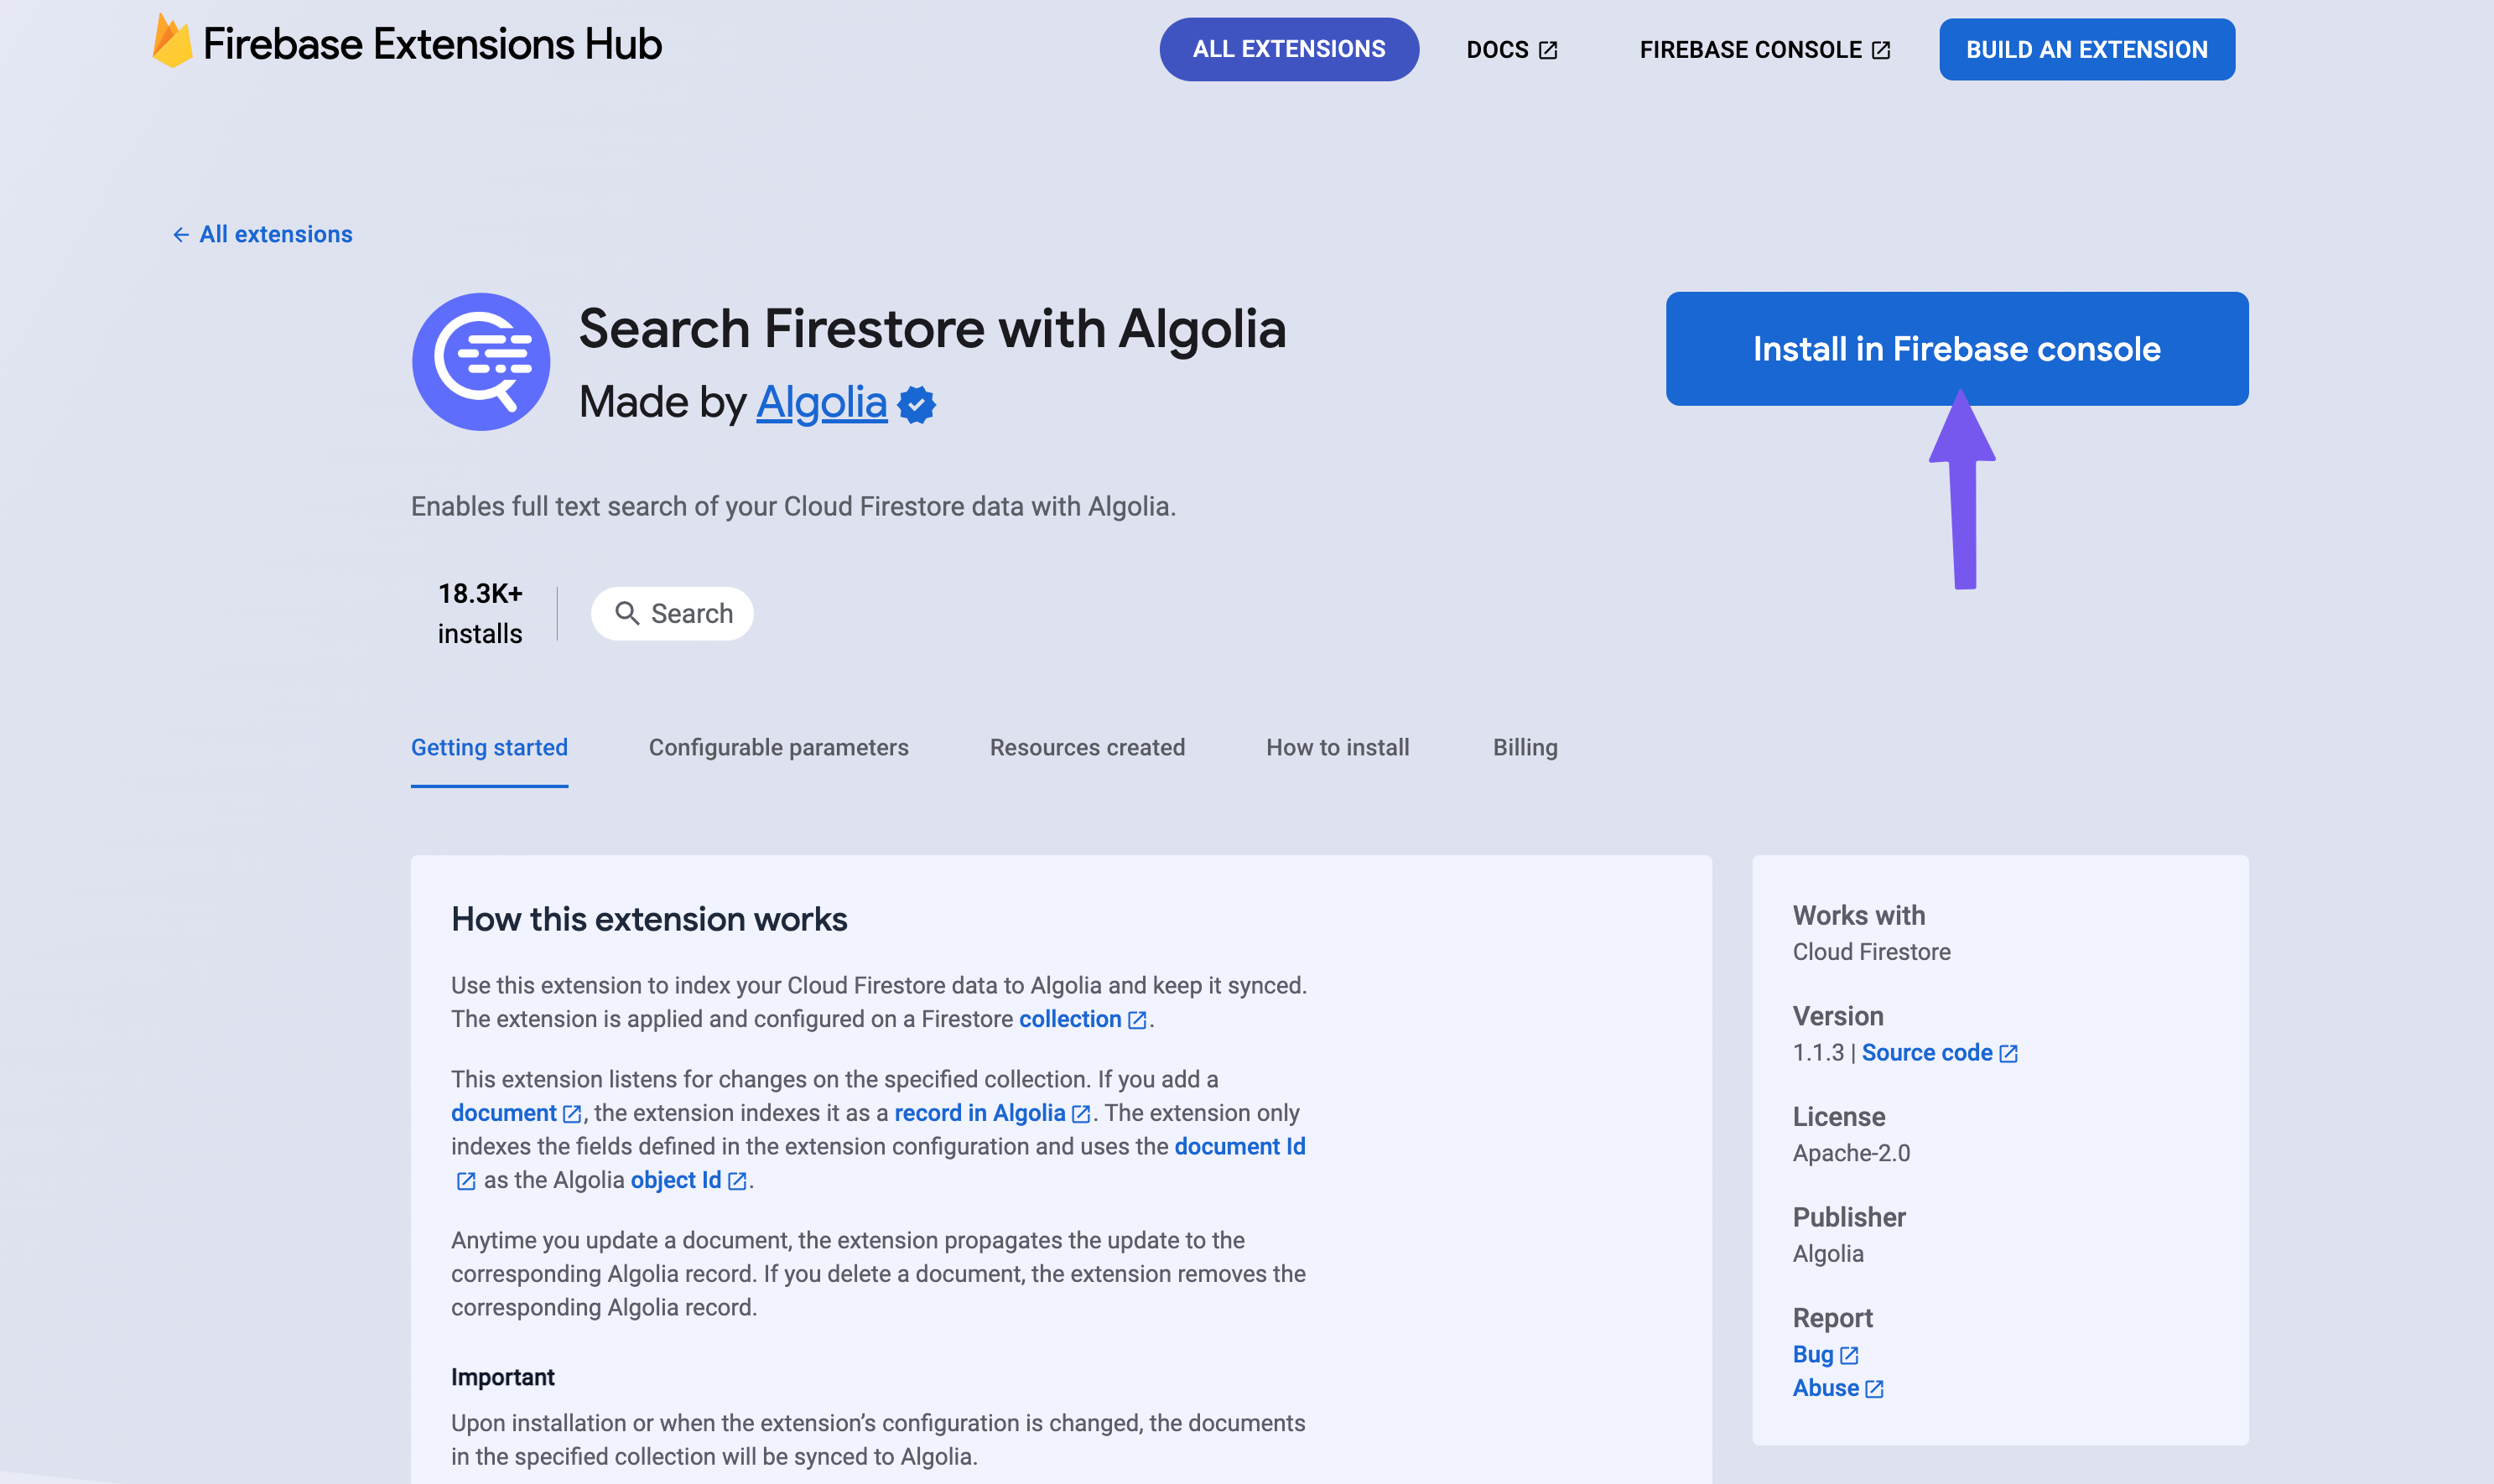 Firebase Extensions Hub
ALL EXTENSIONS
DOCS
FIREBASE CONSOLE
BUILD AN EXTENSION
All extensions
Search Firestore with Algolia
Made by Algolia
Install in Firebase console
Enables full text search of your Cloud Firestore data with Algolia.
18.3K+
installs
Search
Getting started
Configurable parameters
Resources created
How to install
Billing
How this extension works
Use this extension to index your Cloud Firestore data to Algolia and keep it synced.
The extension is applied and configured on a Firestore collection.
This extension listens for changes on the specified collection. If you add a
document, the extension indexes it as a record in Algolia. The extension only
indexes the fields defined in the extension configuration and uses the document Id
as the Algolia object Id.
Anytime you update a document, the extension propagates the update to the
corresponding Algolia record. If you delete a document, the extension removes the
corresponding Algolia record.
Important
Upon installation or when the extension’s configuration is changed, the documents
in the specified collection will be synced to Algolia.
Works with
Cloud Firestore
Version
1.1.3 | Source code
License
Apache-2.0
Publisher
Algolia
Report
Bug
Abuse